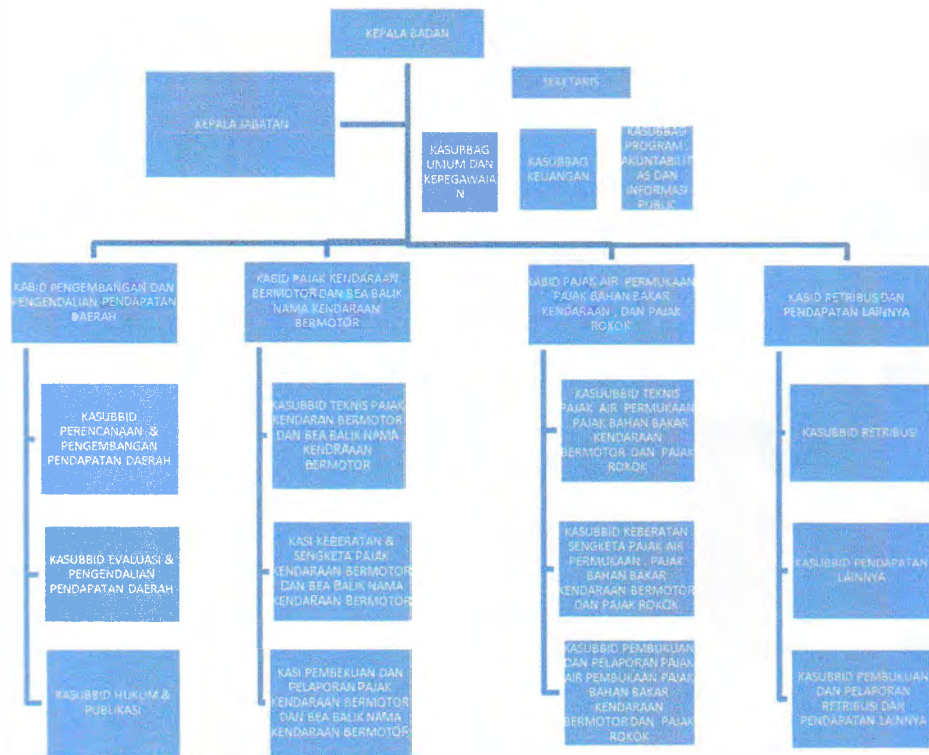 KEPALA BADAN
SEKETARIS
KEPALA JABATAN
KASUBBAG
UMUM DAN
KEPEGAWAIA
N
KASUBBAG
KEUANGAN
KASUBBAG
PROGRAM,
AKUNTABILIT
AS DAN
INFORMASI
PUBLIC
KABID PENGEMBANGAN DAN
PENGENDALIAN PENDAPATAN
DAERAH
KABID PAJAK KENDARAAN
BERMOTOR DAN BEA BALIK
NAMA KENDARAAN
BERMOTOR
KABID PAJAK AIR PERMUKAAN
PAJAK BAHAN BAKAR
KENDARAAN , DAN PAJAK
ROKOK
KABID RETRIBUS DAN
PENDAPATAN LAINNYA
KASUBBID
PERENCANAAN &
PENGEMBANGAN
PENDAPATAN DAERAH
KASUBBID TEKNIS PAJAK
KENDARAN BERMOTOR
DAN BEA BALIK NAMA
KENDRAAAN
BERMOTOR
KASUUBBID TEKNIS
PAJAK AIR PERMUKAAN
, PAJAK BAHAN BAKAR
KENDARAAN
BERMOTOR DAN PAJAK
ROKOK
KASUBBID RETRIBUSI
KASUBBID EVALUASI &
PENGENDALIAN
PENDAPATAN DAERAH
KASI KEBERATAN &
SENGKETA PAJAK
KENDARAAN BERMOTOR
DAN BEA BALIK NAMA
KENDARAAN BERMOTOR
KASUBBID KEBERATAN
SENGKETA PAJAK AIR
PERMUKAAN , PAJAK
BAHAN BAKAR
KENDARAAN BERMOTOR
DAN PAJAK ROKOK
KASUBBID PENDAPATAN
LAINNYA
KASUBBID HUKUM &
PUBLIKASI
KASI PEMBEKUAN DAN
PELAPORAN PAJAK
KENDARAAN BERMOTOR
DAN BEA BALIK NAMA
KENDARAAN BERMOTOR
KASUBBID PEMBUKUAN
DAN PELAPORAN PAJAK
AIR PEMBUKAAN PAJAK
BAHAN BAKAR
KENDARAAN
BERMOTOR DAN PAJAK
ROKOK
KASUBBID PEMBUKUAN
DAN PELAPORAN
RETRIBUSI DAN
PENDAPATAN LAINNYA